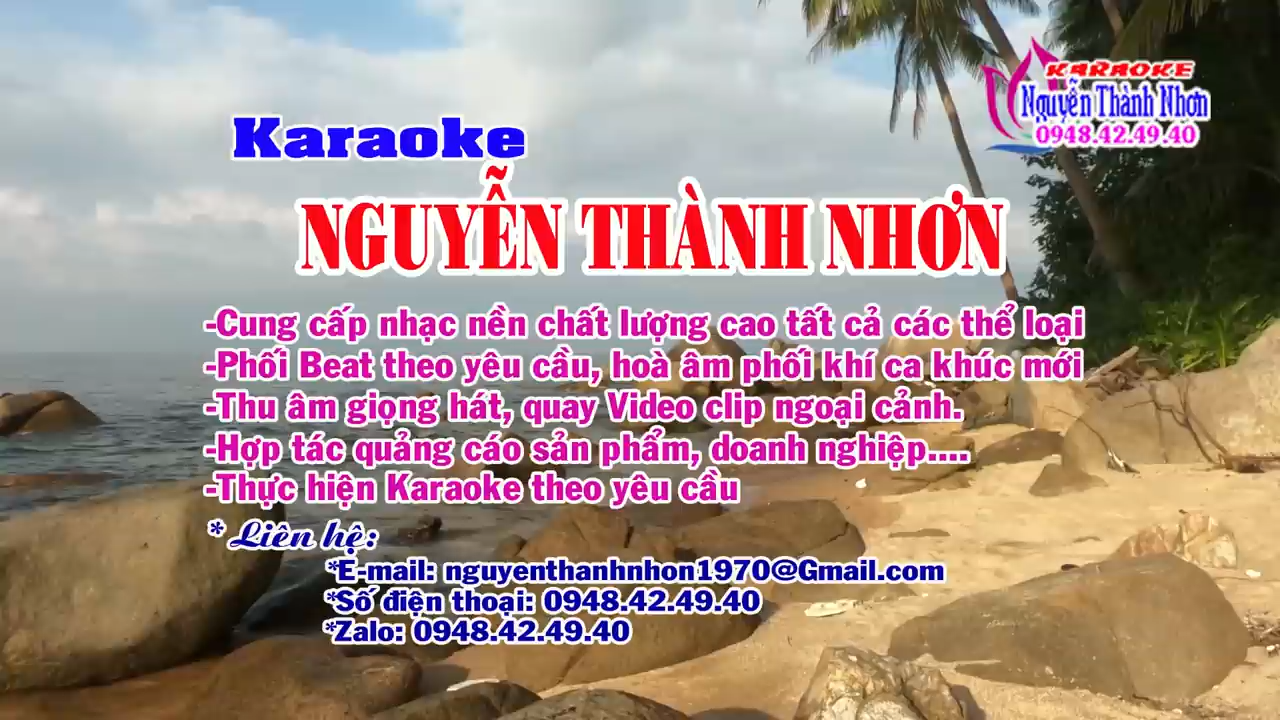 KARAOKE
Nguyễn Thành Nhơn
0948.42.49.40
Karaoke
NGUYỄN THÀNH NHƠN
-Cung cấp nhạc nền chất lượng cao tất cả các thể loại
-Phối Beat theo yêu cầu, hoà âm phối khí ca khúc mới
-Thu âm giọng hát, quay Video clip ngoại cảnh.
-Hợp tác quảng cáo sản phẩm, doanh nghiệp....
-Thực hiện Karaoke theo yêu cầu
* Liên hệ:
*E-mail: nguyenthanhnhon1970@Gmail.com
*Số điện thoại: 0948.42.49.40
*Zalo: 0948.42.49.40